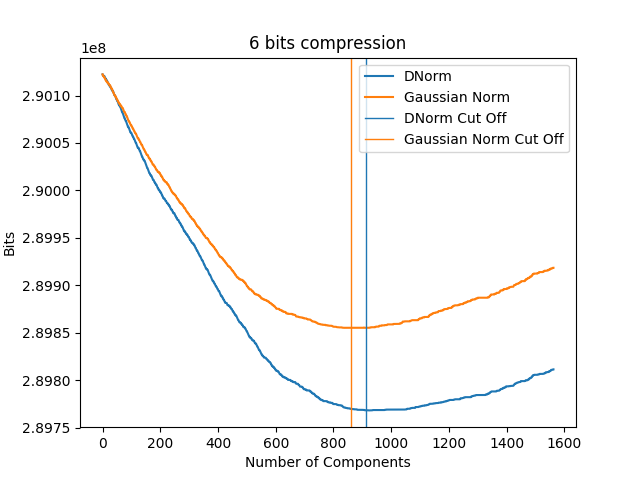 6 bits compression
1e8
DNorm
Gaussian Norm
DNorm Cut Off
Gaussian Norm Cut Off
2.9010
2.9005
2.9000
2.8995
2.8990
2.8985
2.8980
2.8975
Bits
0 200 400 600 800 1000 1200 1400 1600
Number of Components